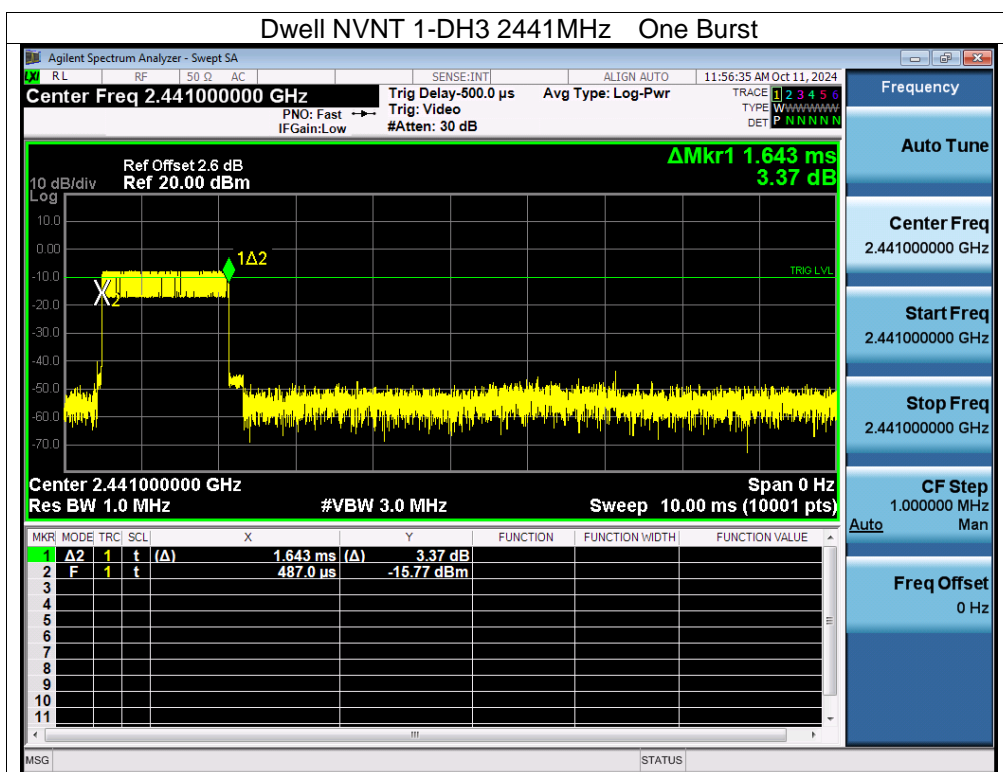 Dwell NVNT 1-DH3 2441MHz One Burst
Agilent Spectrum Analyzer - Swept SA
LXI RL RF 50 Ω AC SENSE:INT ALIGN AUTO 11:56:35 AM Oct 11, 2024
Center Freq 2.441000000 GHz Trig Delay-500.0 µs Avg Type: Log-Pwr TRACE 1 2 3 4 5 6
PNO: Fast Trig: Video TYPE WWWWWWW
IFGain:Low #Atten: 30 dB DET P N N N N N
Frequency
Auto Tune
Center Freq
2.441000000 GHz
Start Freq
2.441000000 GHz
Stop Freq
2.441000000 GHz
CF Step
1.000000 MHz
Auto Man
Freq Offset
0 Hz
ΔMkr1 1.643 ms
3.37 dB
Ref Offset 2.6 dB
10 dB/div Ref 20.00 dBm
Log
10.0
0.00
-10.0
-20.0
-30.0
-40.0
-50.0
-60.0
-70.0
1Δ2
X2
TRIG LVL
Center 2.441000000 GHz Span 0 Hz
Res BW 1.0 MHz #VBW 3.0 MHz Sweep 10.00 ms (10001 pts)
MKR MODE TRC SCL X Y FUNCTION FUNCTION WIDTH FUNCTION VALUE
1 Δ2 1 t (Δ) 1.643 ms (Δ) 3.37 dB
2 F 1 t 487.0 µs -15.77 dBm
3
4
5
6
7
8
9
10
11
MSG STATUS